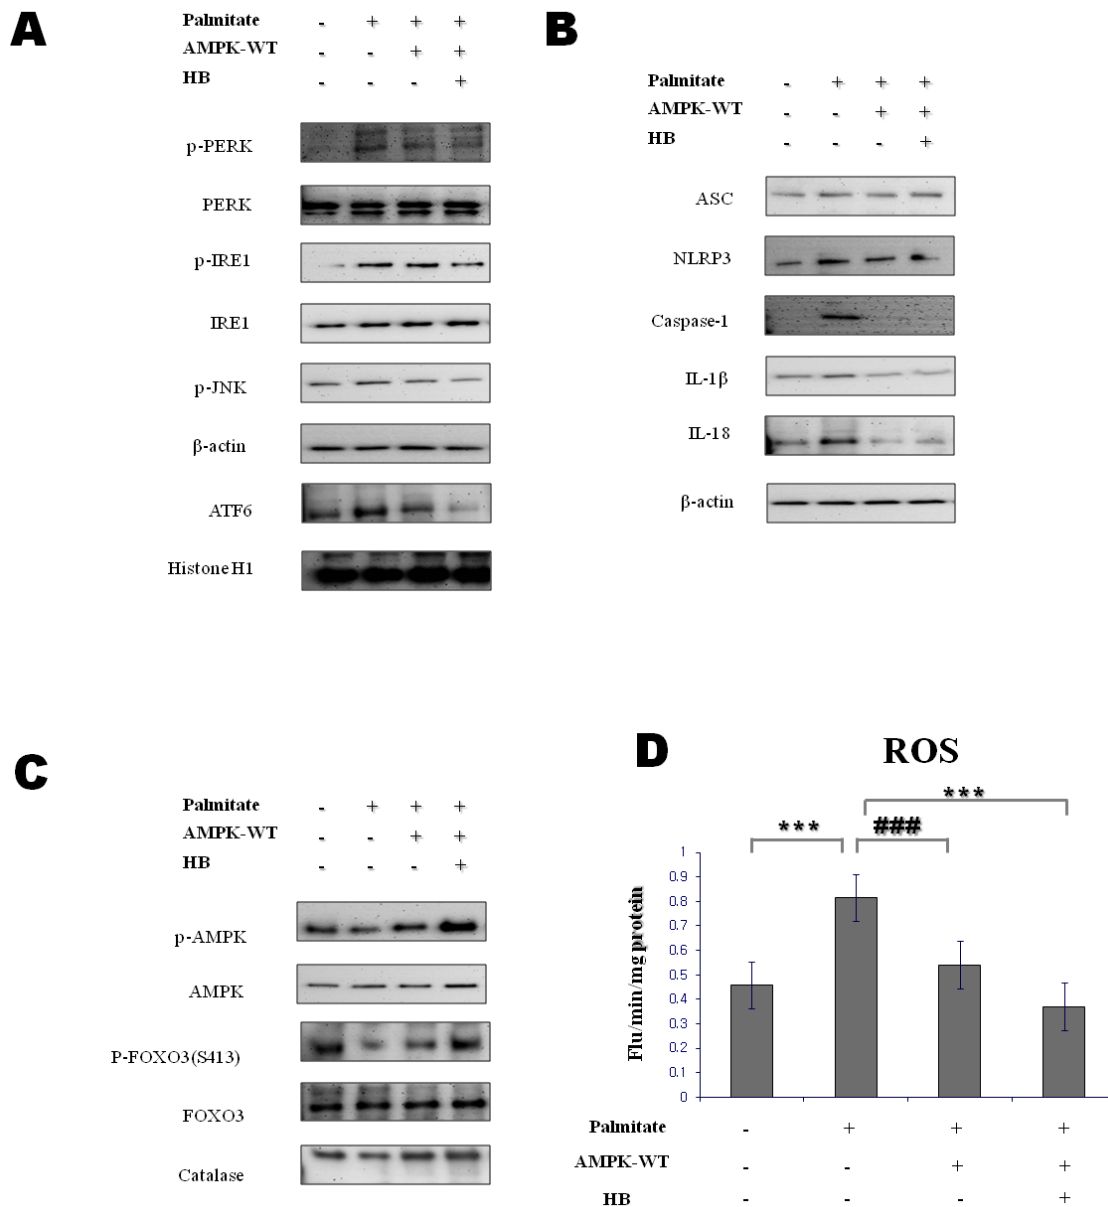 A
Palmitate - + + +
AMPK-WT - - + +
HB - - - +
p-PERK
PERK
p-IRE1
IRE1
p-JNK
β-actin
ATF6
Histone H1
B
Palmitate - + + +
AMPK-WT - - + +
HB - - - +
ASC
NLRP3
Caspase-1
IL-1β
IL-18
β-actin
C
Palmitate - + + +
AMPK-WT - - + +
HB - - - +
p-AMPK
AMPK
P-FOXO3(S413)
FOXO3
Catalase
D
ROS
***
*** ###
Flu/min/mg protein
1
0.9
0.8
0.7
0.6
0.5
0.4
0.3
0.2
0.1
0
Palmitate - + + +
AMPK-WT - - + +
HB - - - +